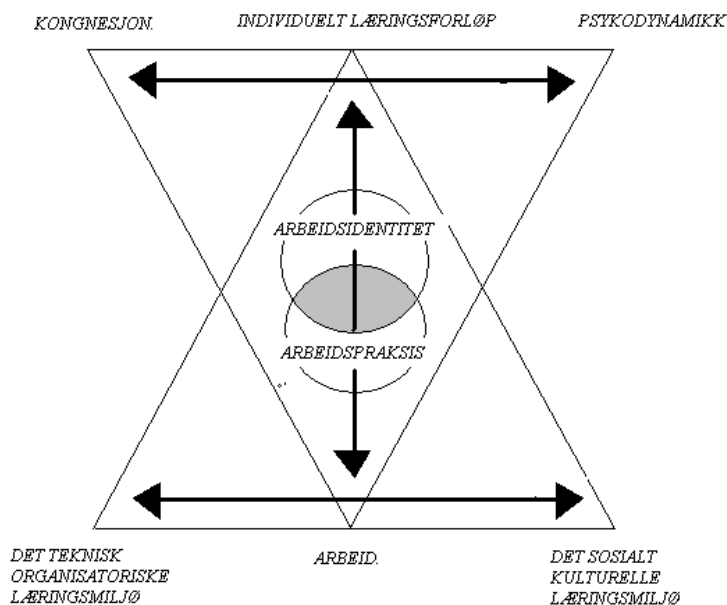 KONGNESJON.
INDIVIDUELT LÆRINGSFORLØP
PSYKODYNAMIKK
ARBEIDSIDENTITET
ARBEIDSPRAKSIS
DET TEKNISK
ORGANISATORISKE
LÆRINGSMILJØ
ARBEID.
DET SOSIALT
KULTURELLE
LÆRINGSMILJØ